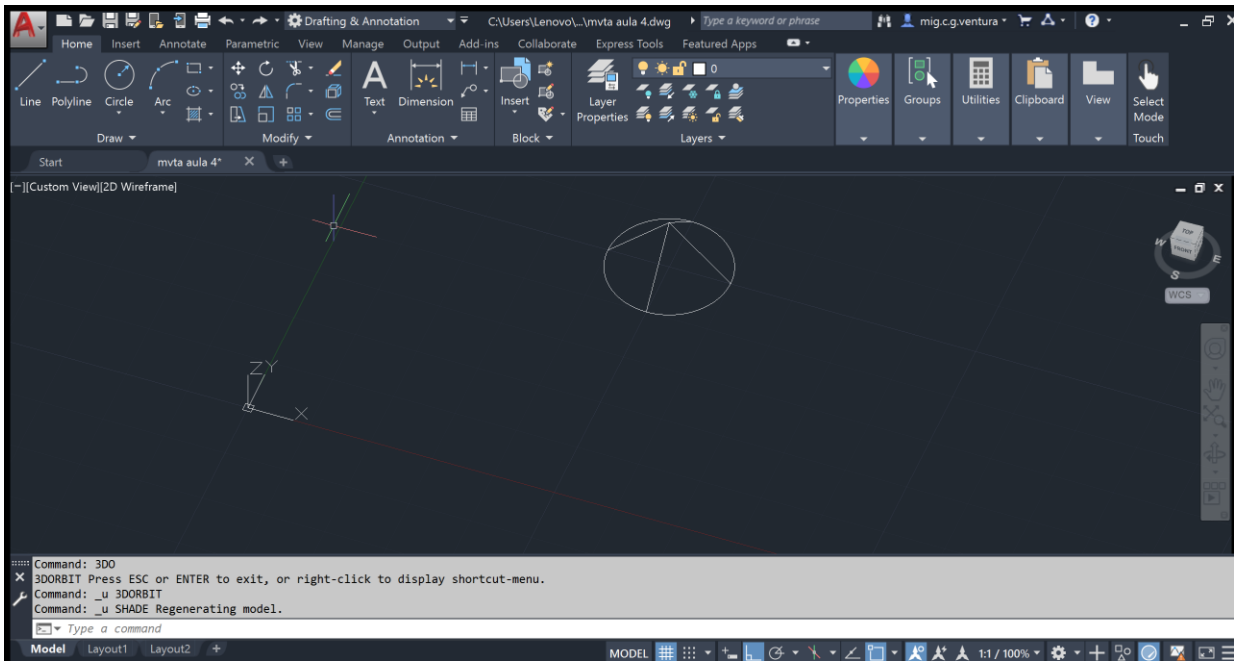 A Drafting & Annotation C:\Users\Lenovo\...\mvta aula 4.dwg Type a keyword or phrase mig.c.g.ventura ?
Home Insert Annotate Parametric View Manage Output Add-ins Collaborate Express Tools Featured Apps
0
Line Polyline Circle Arc A Text Dimension Insert Layer Properties Properties Groups Utilities Clipboard View Select Mode
Draw Modify Annotation Block Layers Touch
Start mvta aula 4* +
[−][Custom View][2D Wireframe]
TOP
FRONT
W E
S
WCS
Z Y
X
Command: 3DO
3DORBIT Press ESC or ENTER to exit, or right-click to display shortcut-menu.
Command: _u 3DORBIT
Command: _u SHADE Regenerating model.
Type a command
Model Layout1 Layout2 + MODEL 1:1 / 100%